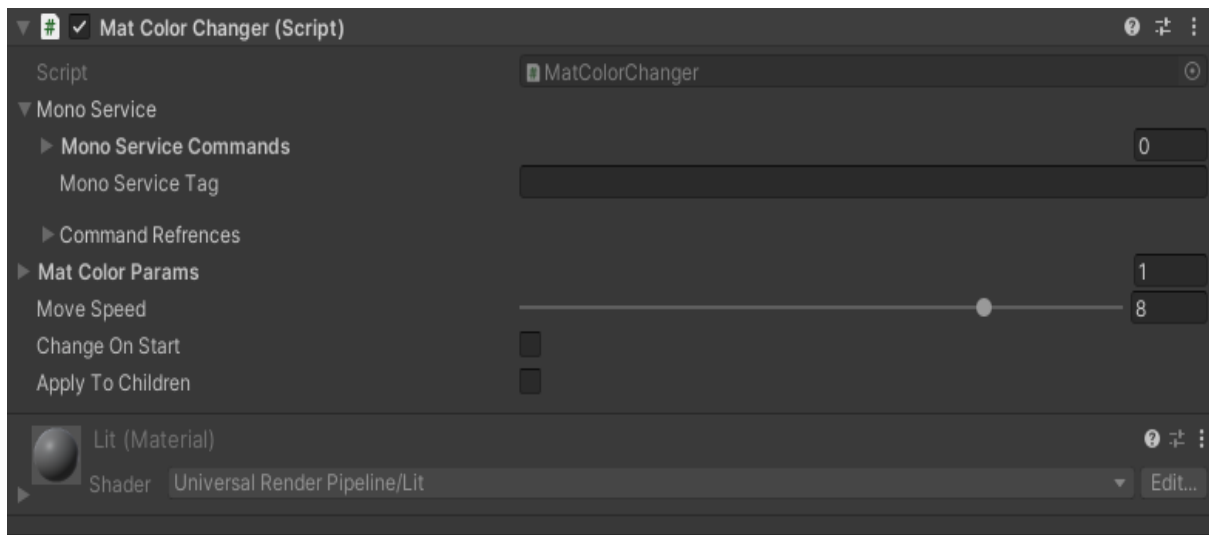 # Mat Color Changer (Script)
Script # MatColorChanger
Mono Service
Mono Service Commands 0
Mono Service Tag
Command Refrences
Mat Color Params 1
Move Speed 8
Change On Start
Apply To Children
Lit (Material)
Shader Universal Render Pipeline/Lit Edit...